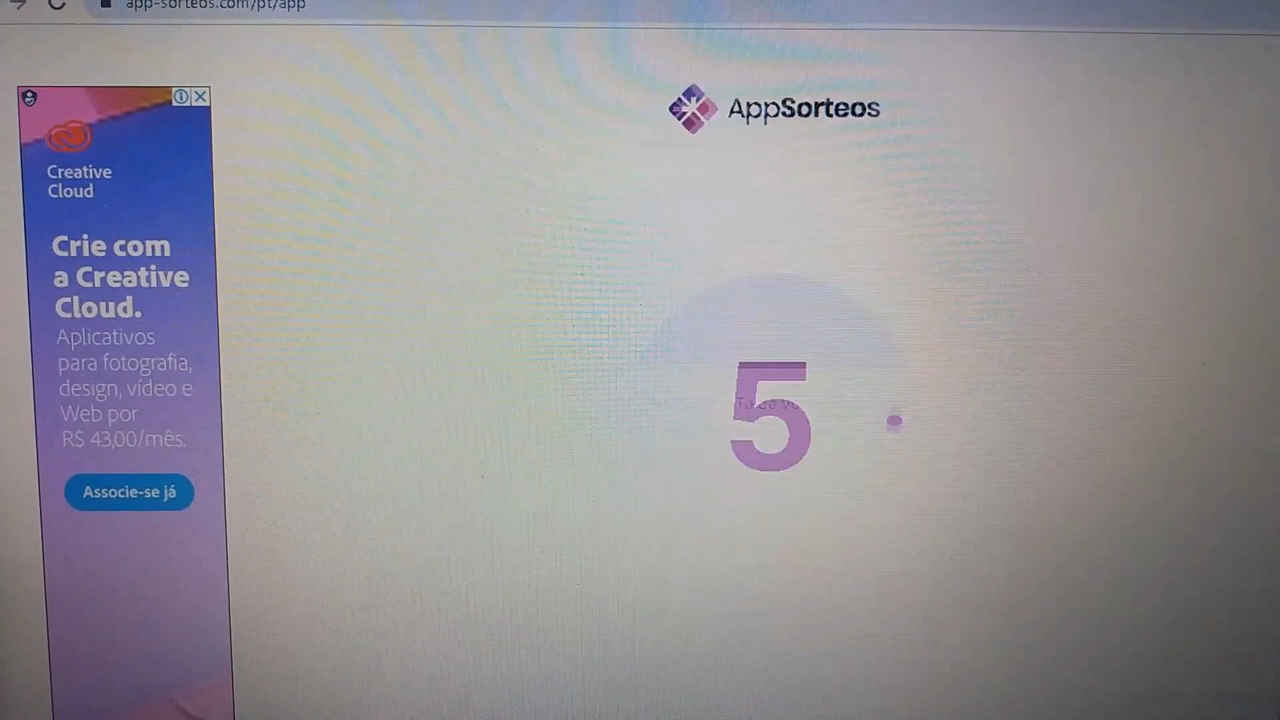 app-sorteos.com/pt/app
AppSorteos
Creative
Cloud
Crie com
a Creative
Cloud.
Aplicativos
para fotografia,
design, vídeo e
Web por
R$ 43,00/mês.
Associe-se já
5